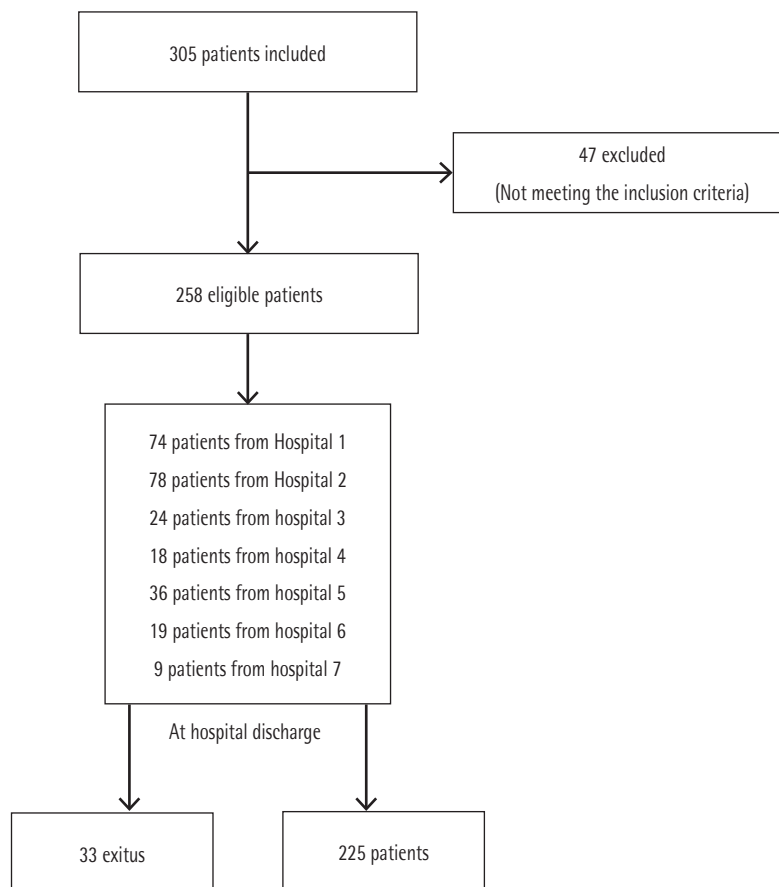 305 patients included
47 excluded
(Not meeting the inclusion criteria)
258 eligible patients
74 patients from Hospital 1
78 patients from Hospital 2
24 patients from hospital 3
18 patients from hospital 4
36 patients from hospital 5
19 patients from hospital 6
9 patients from hospital 7
At hospital discharge
33 exitus
225 patients